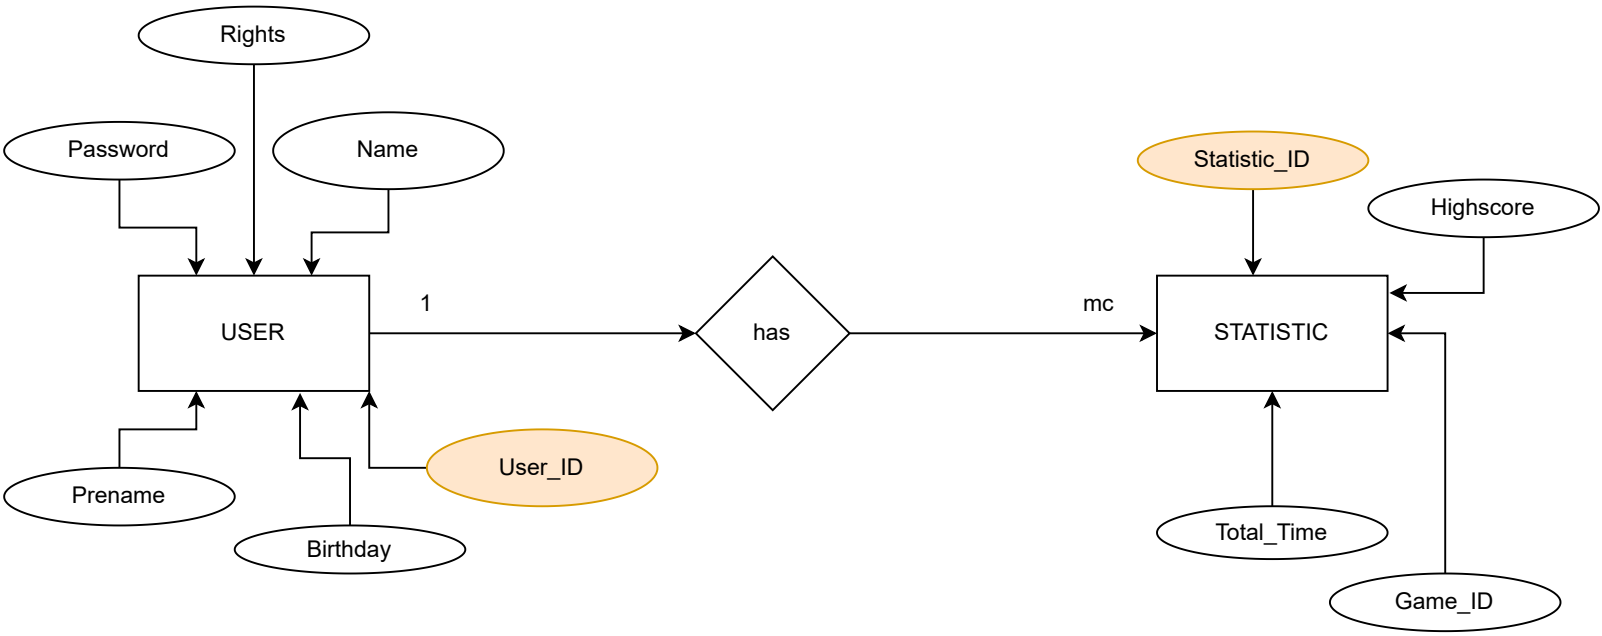 Rights
Password
Name
Statistic_ID
Highscore
1
mc
USER
has
STATISTIC
User_ID
Prename
Total_Time
Birthday
Game_ID